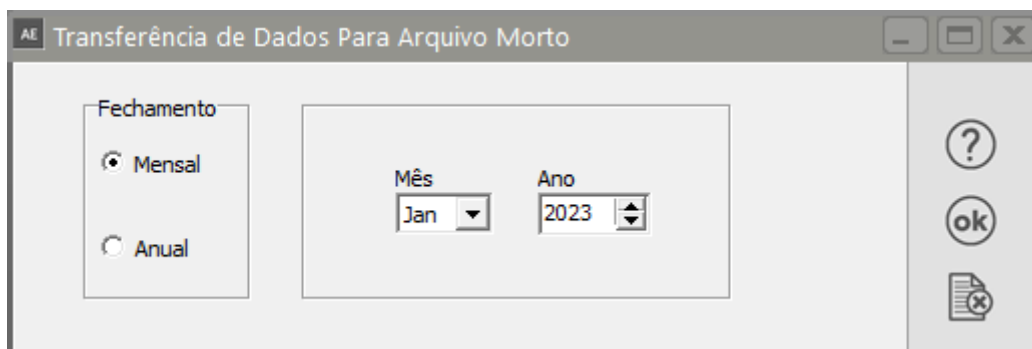 AE Transferência de Dados Para Arquivo Morto
Fechamento
Mensal
Anual
Mês
Ano
Jan
2023
?
ok